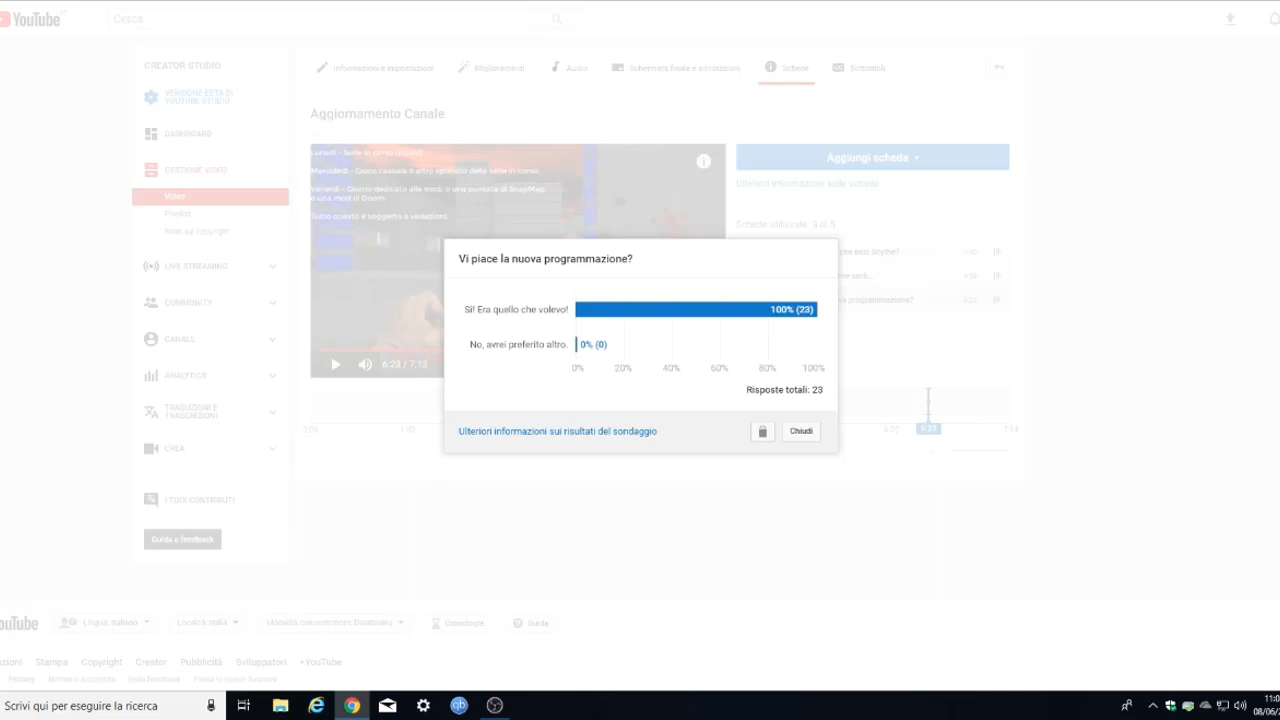 YouTube
Cerca
CREATOR STUDIO
Informazioni e impostazioni
Miglioramenti
Audio
Schermata finale e annotazioni
Schede
Sottotitoli
VERSIONE BETA DI
YOUTUBE STUDIO
Aggiornamento Canale
DASHBOARD
Lunedì - Serie in corso
Mercoledì - Gioco casuale o altro episodio delle serie in corso.
Venerdì - Giorno dedicato alle mod, o una puntata di SnapMap
o una mod di Doom.
Tutto questo è soggetto a variazioni.
Aggiungi scheda
GESTIONE VIDEO
Ulteriori informazioni sulle schede
Video
Playlist
Note sul copyright
Schede utilizzate: 3 di 5
Vi piace la nuova programmazione?
LIVE STREAMING
COMMUNITY
programmazione?
Sì! Era quello che volevo!
100% (23)
CANALE
No, avrei preferito altro.
0% (0)
6:23 / 7:13
0% 20% 40% 60% 80% 100%
ANALYTICS
Risposte totali: 23
TRADUZIONI E
TRASCRIZIONI
0:00 1:00 6:00 6:23 7:14
Ulteriori informazioni sui risultati del sondaggio
Chiudi
CREA
I TUOI CONTRIBUTI
Guida e feedback
ouTube
Lingua: Italiano
Località: Italia
Modalità con restrizioni: Disattivata
Cronologia
Guida
zioni Stampa Copyright Creator Pubblicità Sviluppatori +YouTube
Privacy Norme e sicurezza Invia feedback Prova le nuove funzioni
Scrivi qui per eseguire la ricerca
qb
11:0
08/06/2